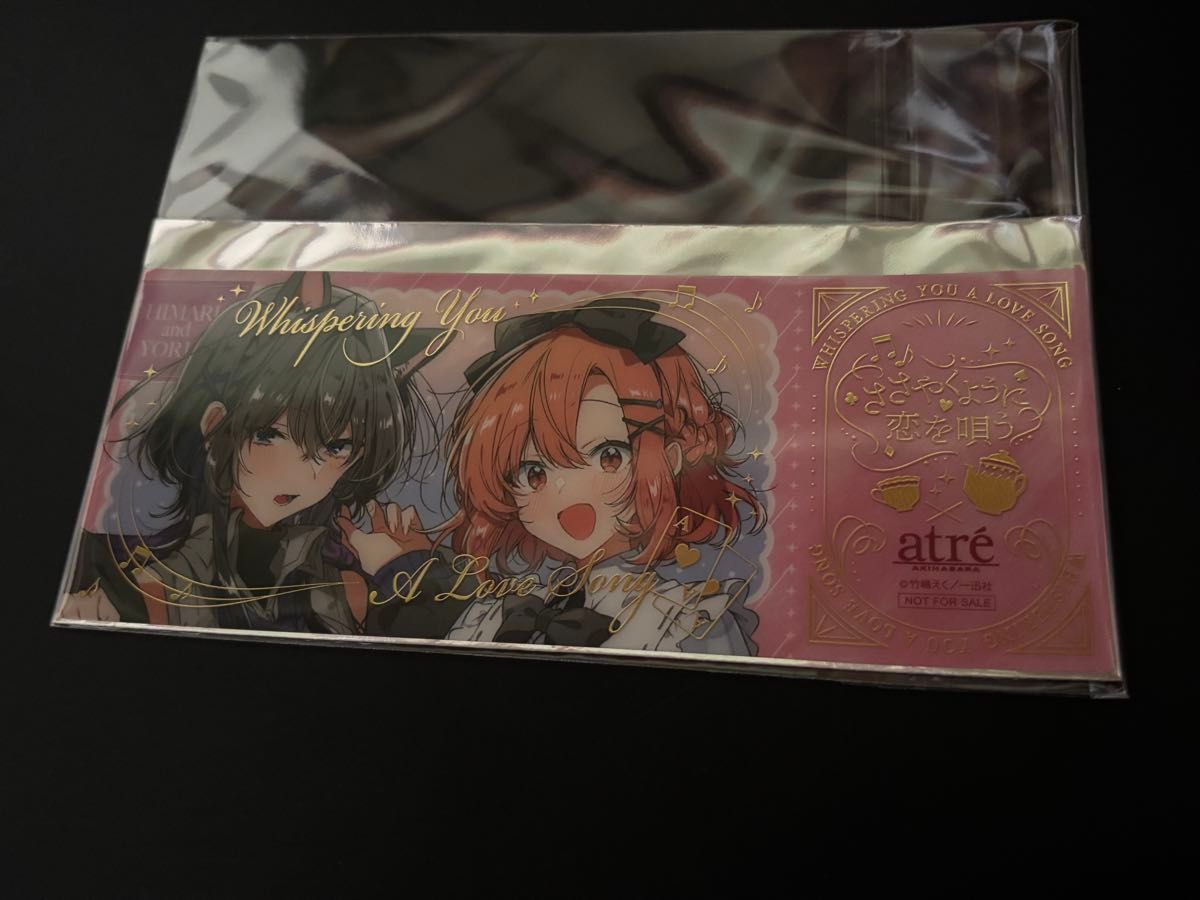 HIMARI
and
YORI
Whispering You
A Love Song
A
WHISPERING YOU A LOVE SONG
ささやくように
恋を唄う
×
atré
AKIHABARA
©竹嶋えく/一迅社
NOT FOR SALE
WHISPERING YOU A LOVE SONG